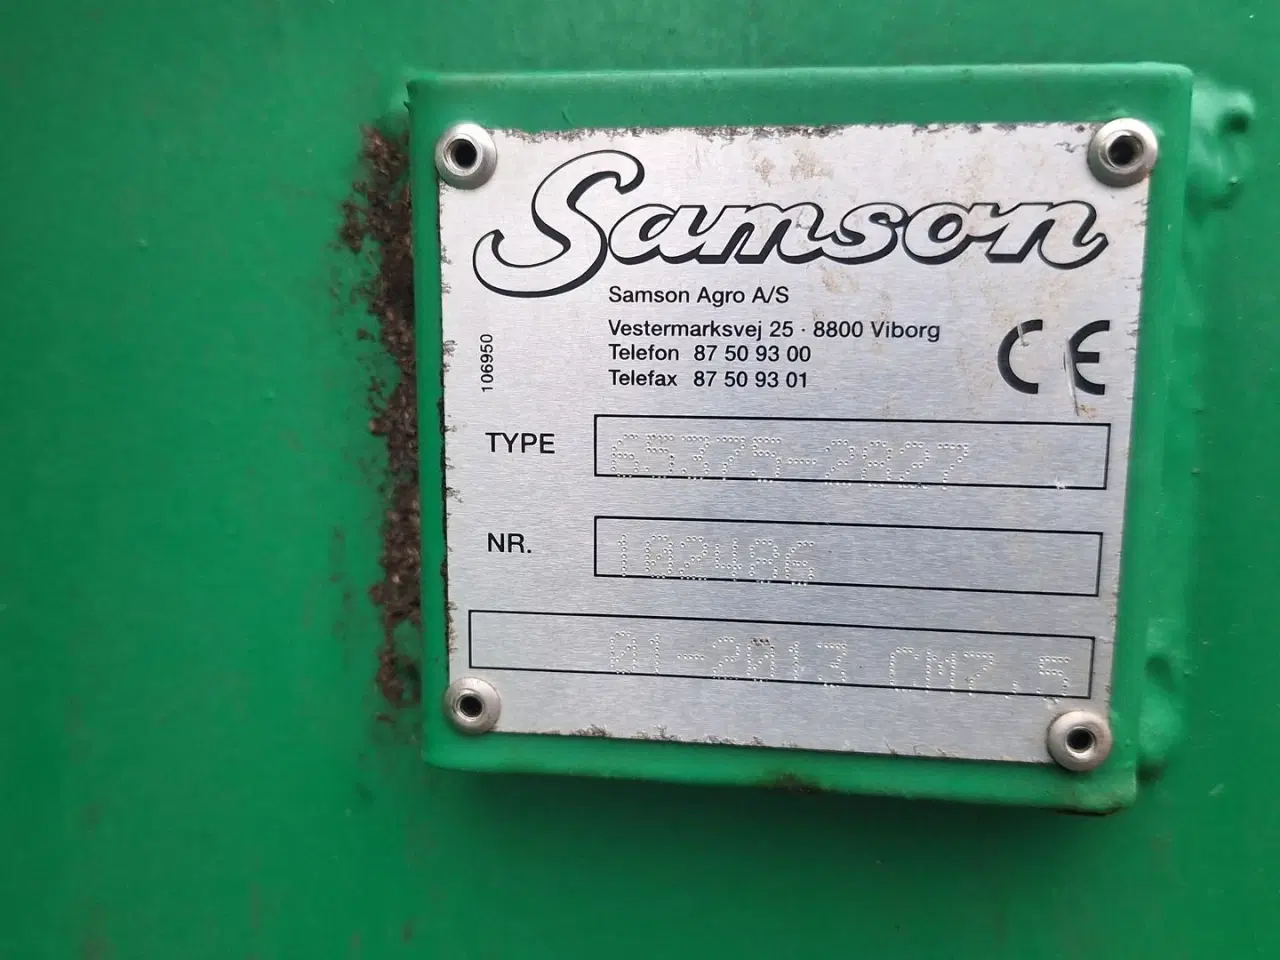 Samson
Samson Agro A/S
Vestermarksvej 25 · 8800 Viborg
Telefon 87 50 93 00
Telefax 87 50 93 01
CE
106950
TYPE
NR. 102486
01-2013 CM7.5